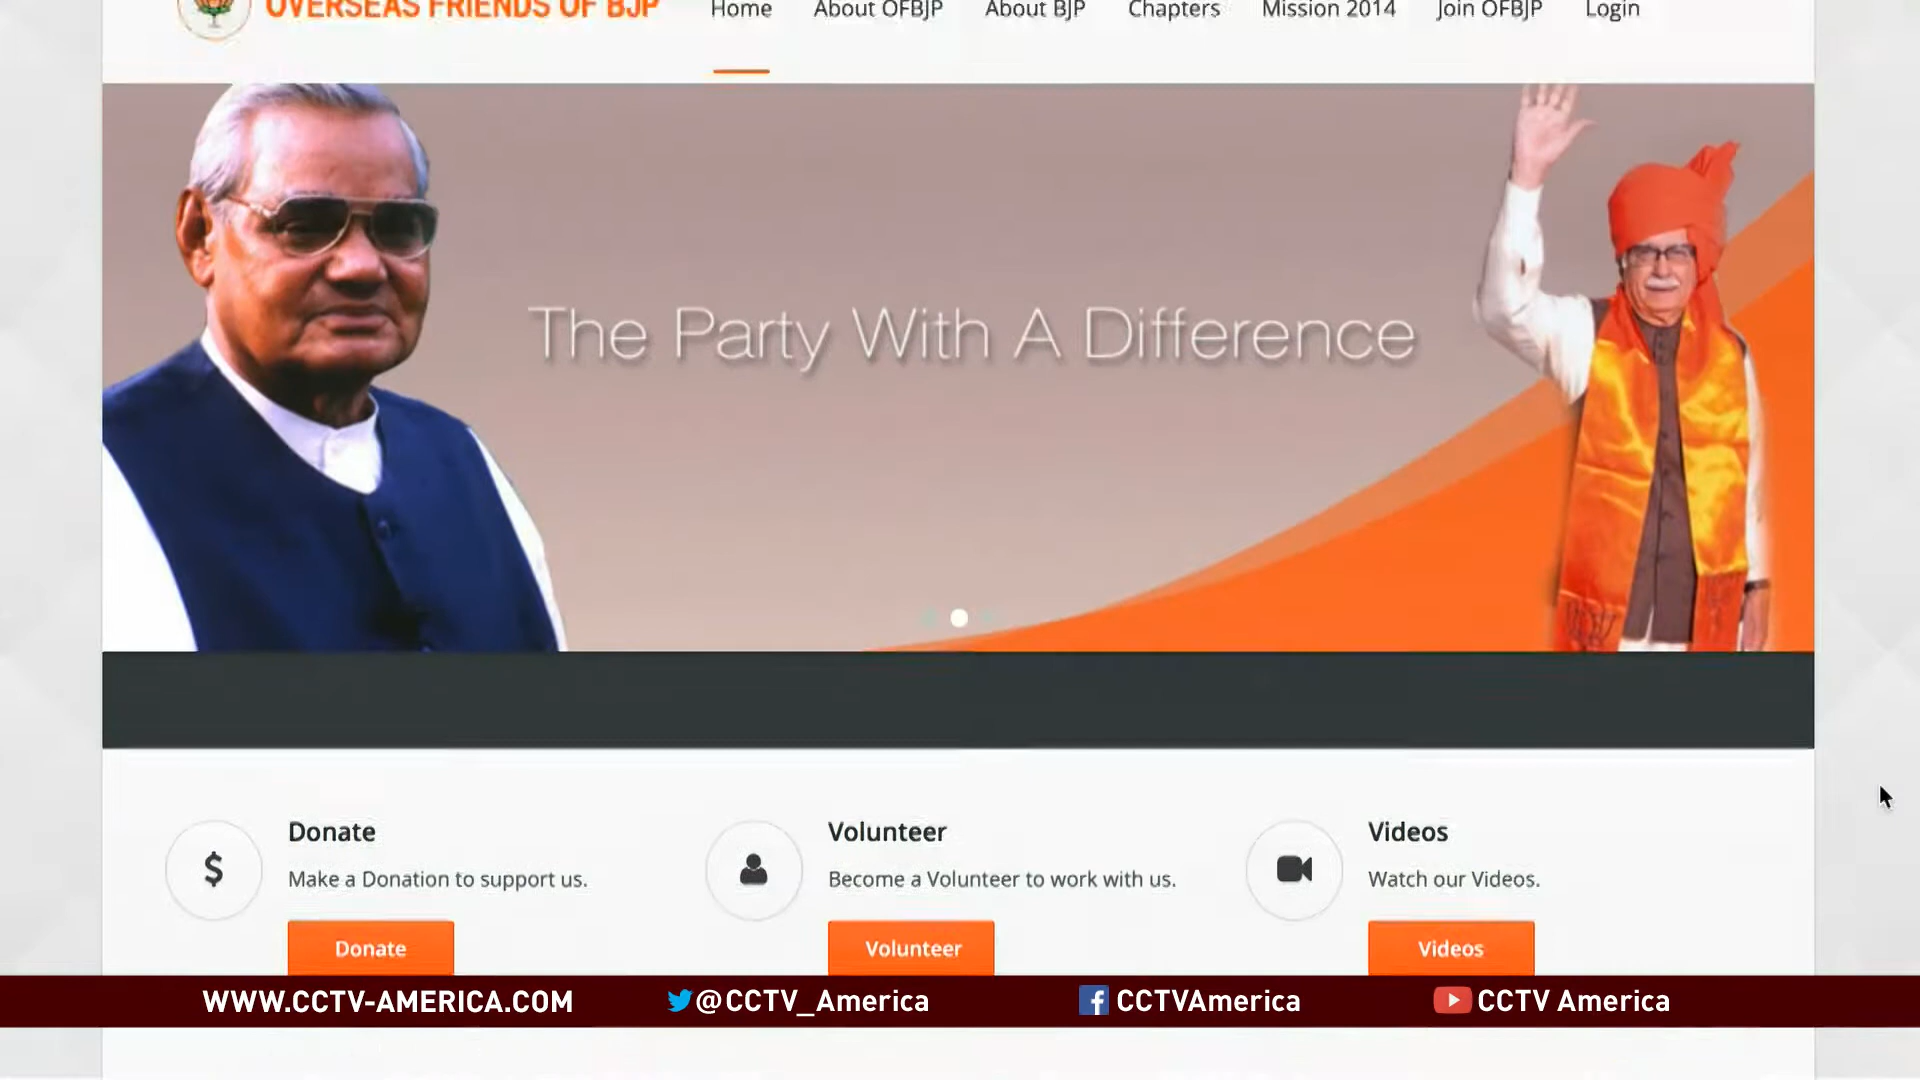 OVERSEAS FRIENDS OF BJP
Home About OFBJP About BJP Chapters Mission 2014 Join OFBJP Login
The Party With A Difference
Donate
Make a Donation to support us.
Donate
Volunteer
Become a Volunteer to work with us.
Volunteer
Videos
Watch our Videos.
Videos
WWW.CCTV-AMERICA.COM @CCTV_America CCTVAmerica CCTV America